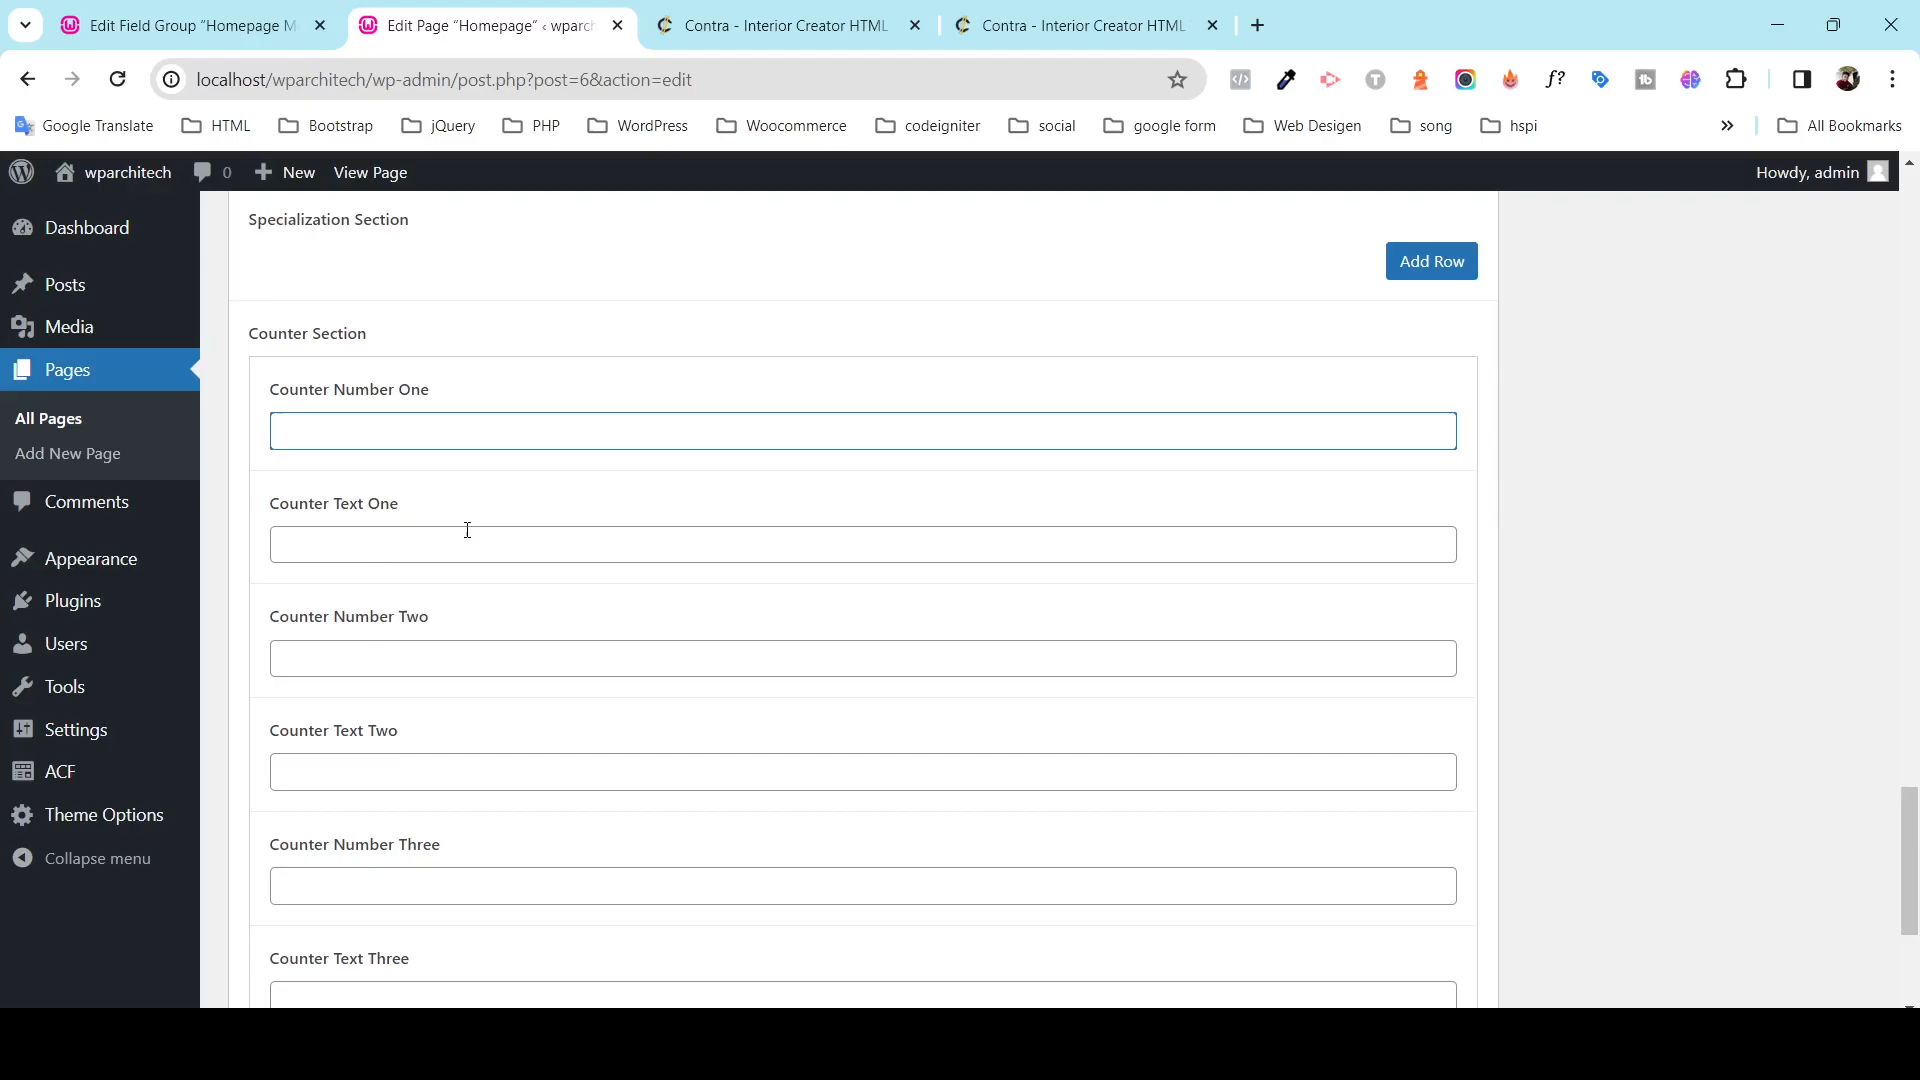 Edit Field Group “Homepage M
Edit Page “Homepage” ‹ wparch
Contra - Interior Creator HTML
Contra - Interior Creator HTML
localhost/wparchitech/wp-admin/post.php?post=6&action=edit
Google Translate
HTML
Bootstrap
jQuery
PHP
WordPress
Woocommerce
codeigniter
social
google form
Web Desigen
song
hspi
All Bookmarks
wparchitech
0
New
View Page
Howdy, admin
Dashboard
Posts
Media
Pages
All Pages
Add New Page
Comments
Appearance
Plugins
Users
Tools
Settings
ACF
Theme Options
Collapse menu
Specialization Section
Add Row
Counter Section
Counter Number One
Counter Text One
Counter Number Two
Counter Text Two
Counter Number Three
Counter Text Three